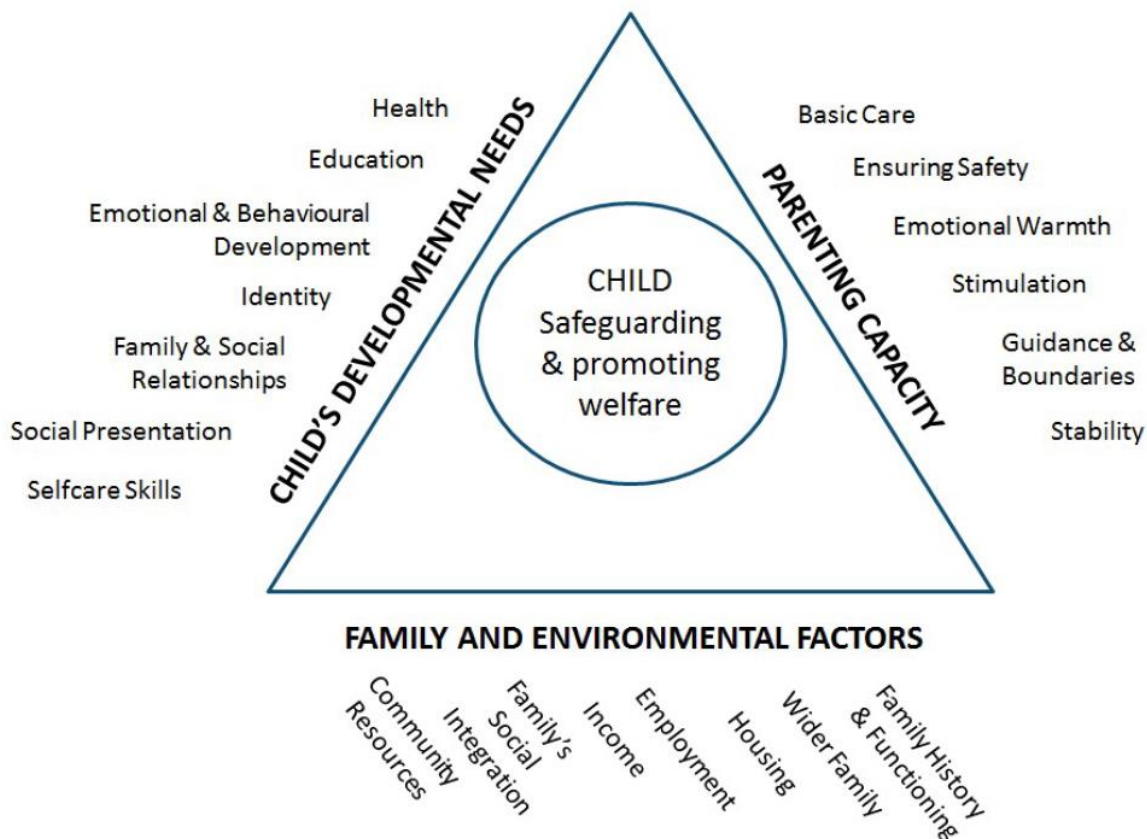 Health
Education
Emotional & Behavioural
Development
Identity
Family & Social
Relationships
Social Presentation
Selfcare Skills
CHILD'S DEVELOPMENTAL NEEDS
CHILD
Safeguarding
& promoting
welfare
PARENTING CAPACITY
Basic Care
Ensuring Safety
Emotional Warmth
Stimulation
Guidance &
Boundaries
Stability
FAMILY AND ENVIRONMENTAL FACTORS
Community
Resources
Family's
Social
Integration
Income
Employment
Housing
Wider Family
Family History
& Functioning